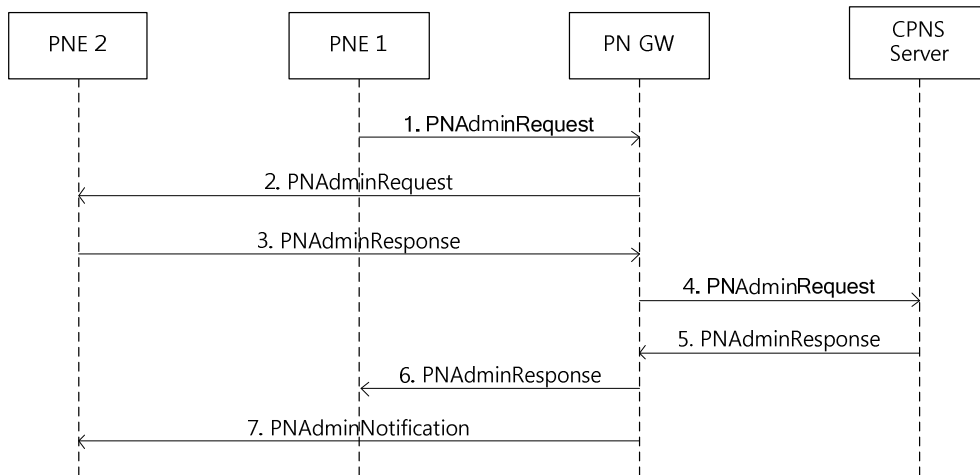 PNE 2
PNE 1
PN GW
CPNS
Server
1. PNAdminRequest
2. PNAdminRequest
3. PNAdminResponse
4. PNAdminRequest
5. PNAdminResponse
6. PNAdminResponse
7. PNAdminNotification